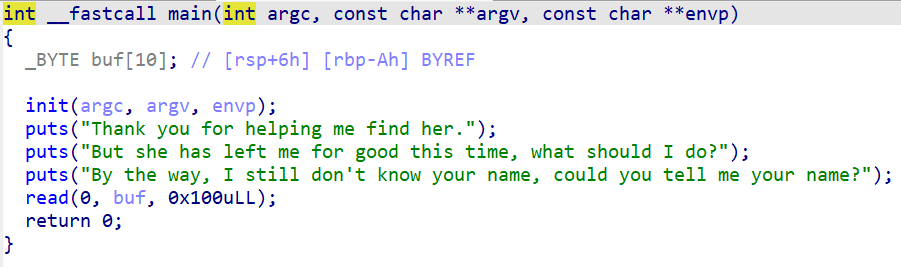 int __fastcall main(int argc, const char **argv, const char **envp)
{
  _BYTE buf[10]; // [rsp+6h] [rbp-Ah] BYREF

  init(argc, argv, envp);
  puts("Thank you for helping me find her.");
  puts("But she has left me for good this time, what should I do?");
  puts("By the way, I still don't know your name, could you tell me your name?");
  read(0, buf, 0x100uLL);
  return 0;
}